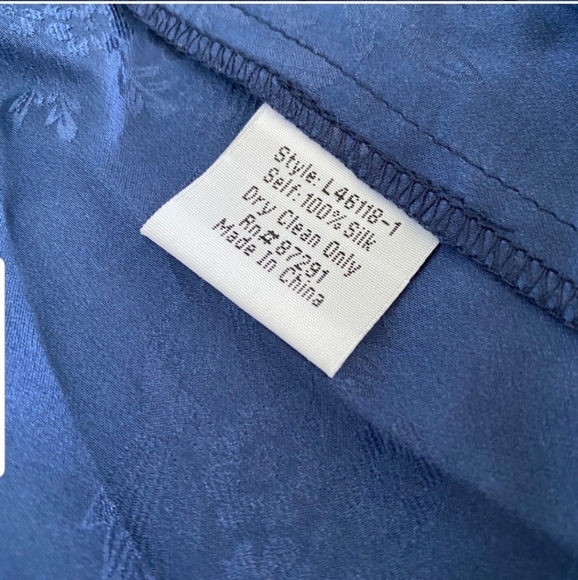 Style: L46118-1
Self: 100% Silk
Dry Clean Only
Rn# 87291
Made In China